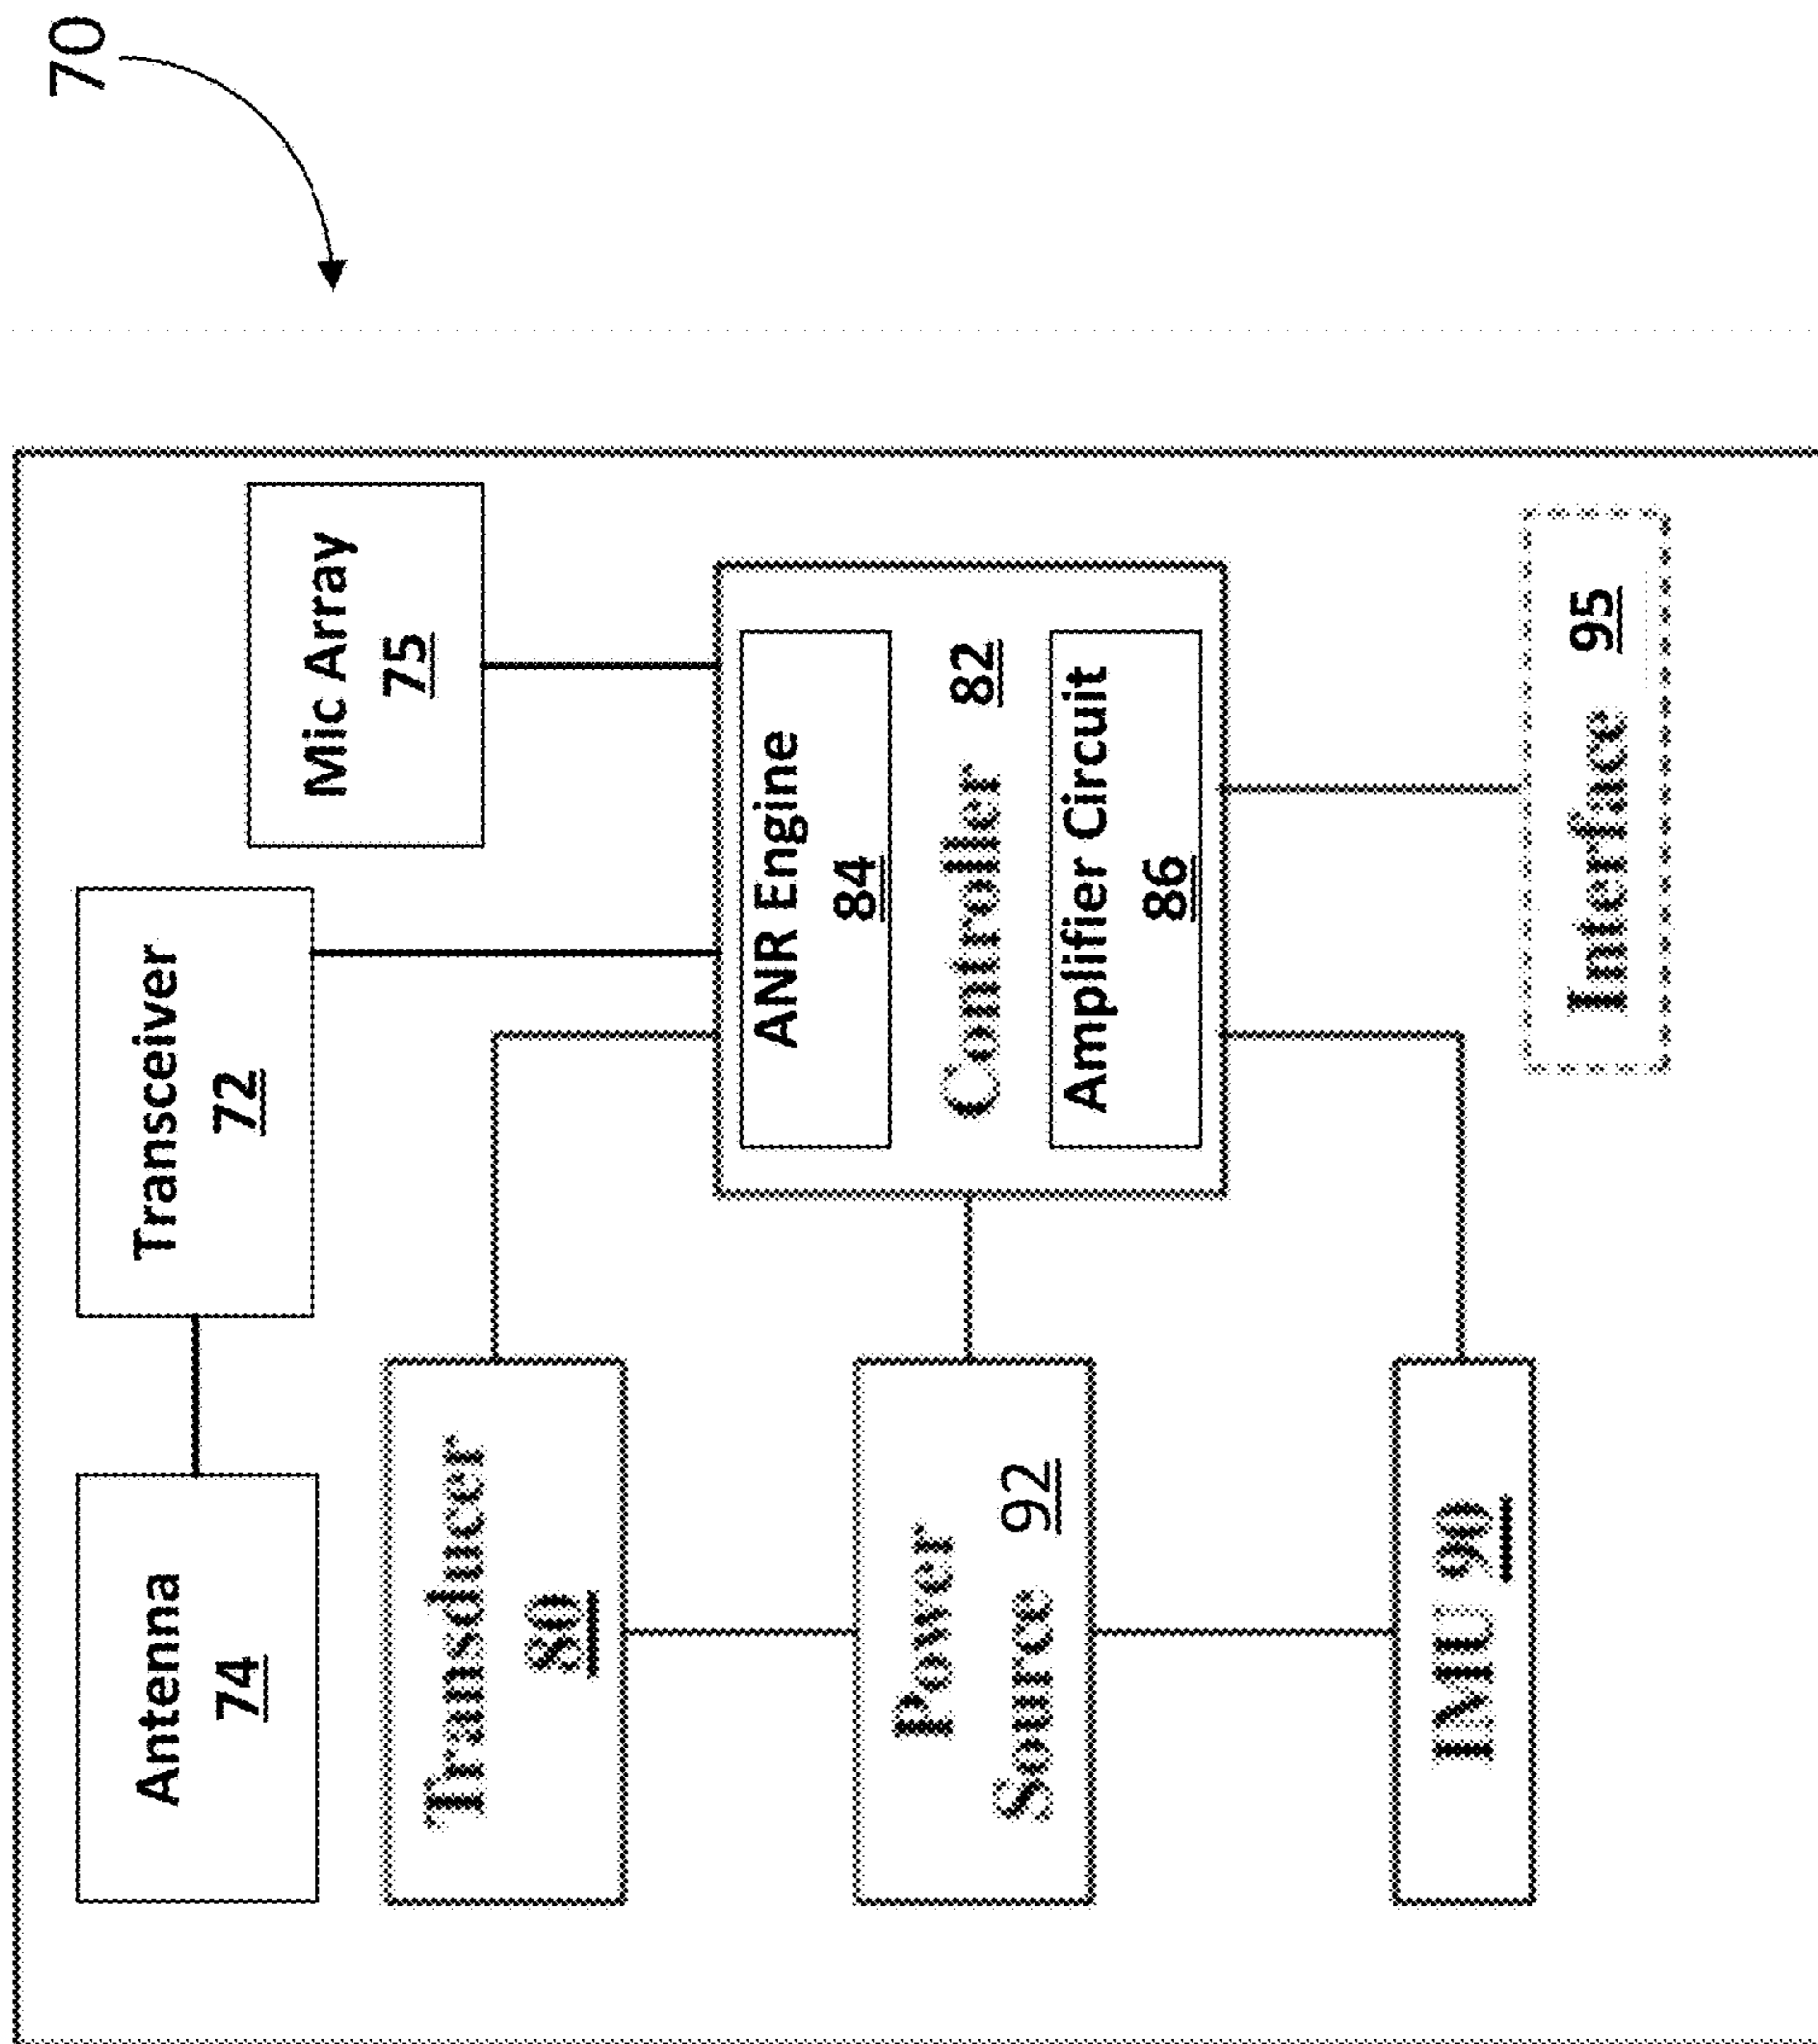 70
Antenna
74
Transceiver
72
Mic Array
75
Transducer
80
ANR Engine
84
Controller 82
Amplifier Circuit
86
Power
Source 92
IMU 90
Interface 95